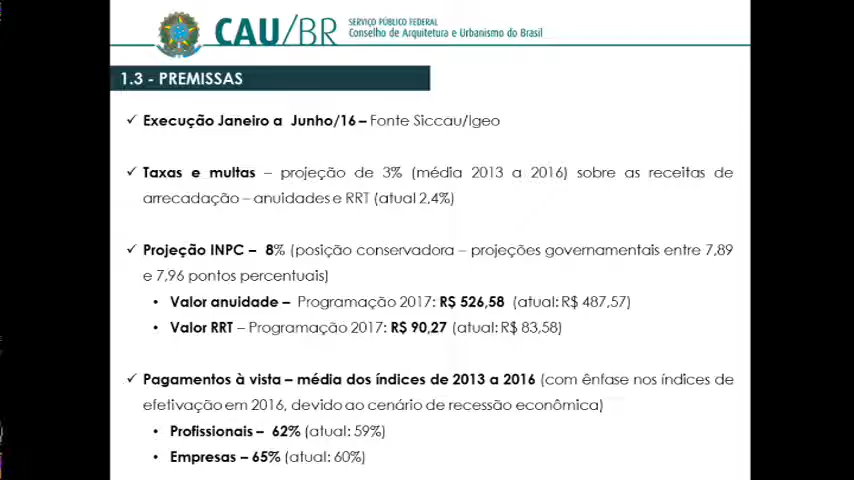 CAU/BR
SERVIÇO PÚBLICO FEDERAL
Conselho de Arquitetura e Urbanismo do Brasil
1.3 - PREMISSAS
✓ Execução Janeiro a Junho/16 – Fonte Siccau/Igeo
✓ Taxas e multas – projeção de 3% (média 2013 a 2016) sobre as receitas de
arrecadação – anuidades e RRT (atual 2,4%)
✓ Projeção INPC – 8% (posição conservadora – projeções governamentais entre 7,89
e 7,96 pontos percentuais)
• Valor anuidade – Programação 2017: R$ 526,58 (atual: R$ 487,57)
• Valor RRT – Programação 2017: R$ 90,27 (atual: R$ 83,58)
✓ Pagamentos à vista – média dos índices de 2013 a 2016 (com ênfase nos índices de
efetivação em 2016, devido ao cenário de recessão econômica)
• Profissionais – 62% (atual: 59%)
• Empresas – 65% (atual: 60%)